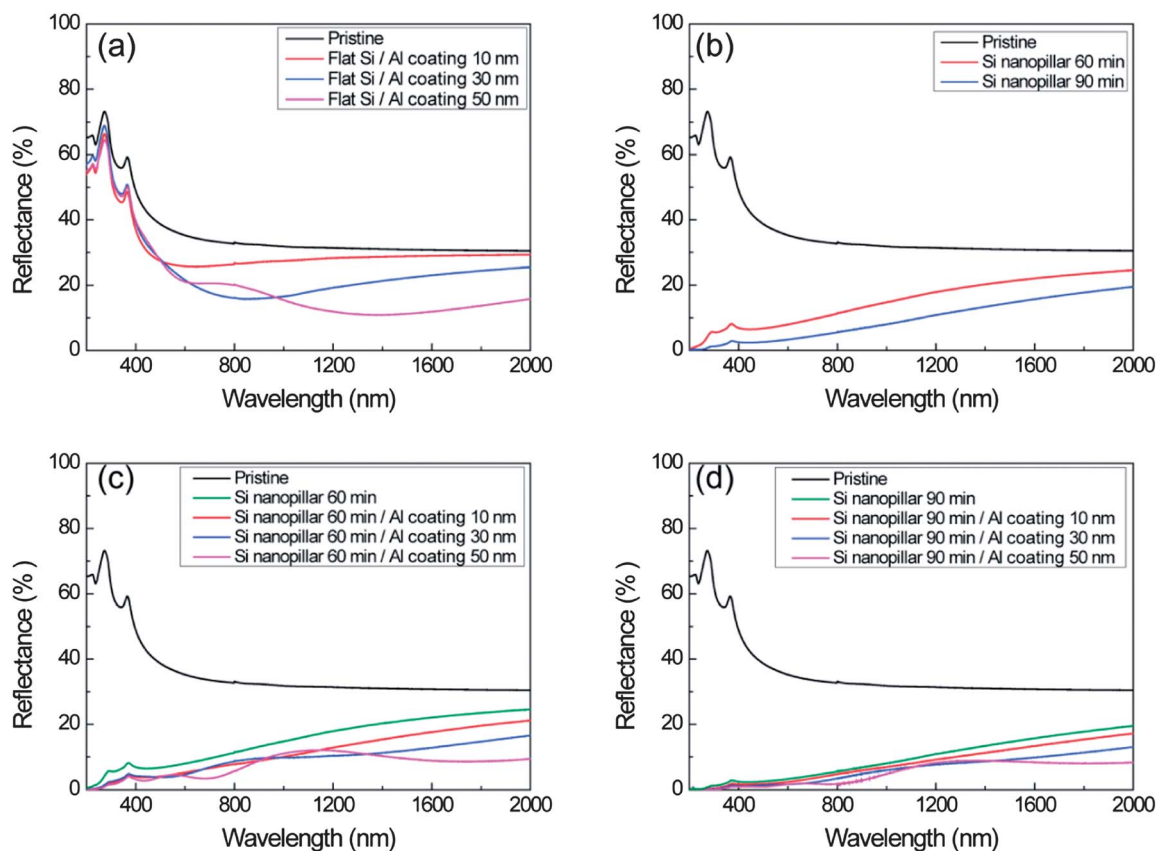 (a)
Pristine
Flat Si / Al coating 10 nm
Flat Si / Al coating 30 nm
Flat Si / Al coating 50 nm
100
80
60
40
20
0
400
800
1200
1600
2000
Reflectance (%)
Wavelength (nm)
(b)
Pristine
Si nanopillar 60 min
Si nanopillar 90 min
100
80
60
40
20
0
400
800
1200
1600
2000
Reflectance (%)
Wavelength (nm)
(c)
Pristine
Si nanopillar 60 min
Si nanopillar 60 min / Al coating 10 nm
Si nanopillar 60 min / Al coating 30 nm
Si nanopillar 60 min / Al coating 50 nm
100
80
60
40
20
0
400
800
1200
1600
2000
Reflectance (%)
Wavelength (nm)
(d)
Pristine
Si nanopillar 90 min
Si nanopillar 90 min / Al coating 10 nm
Si nanopillar 90 min / Al coating 30 nm
Si nanopillar 90 min / Al coating 50 nm
100
80
60
40
20
0
400
800
1200
1600
2000
Reflectance (%)
Wavelength (nm)